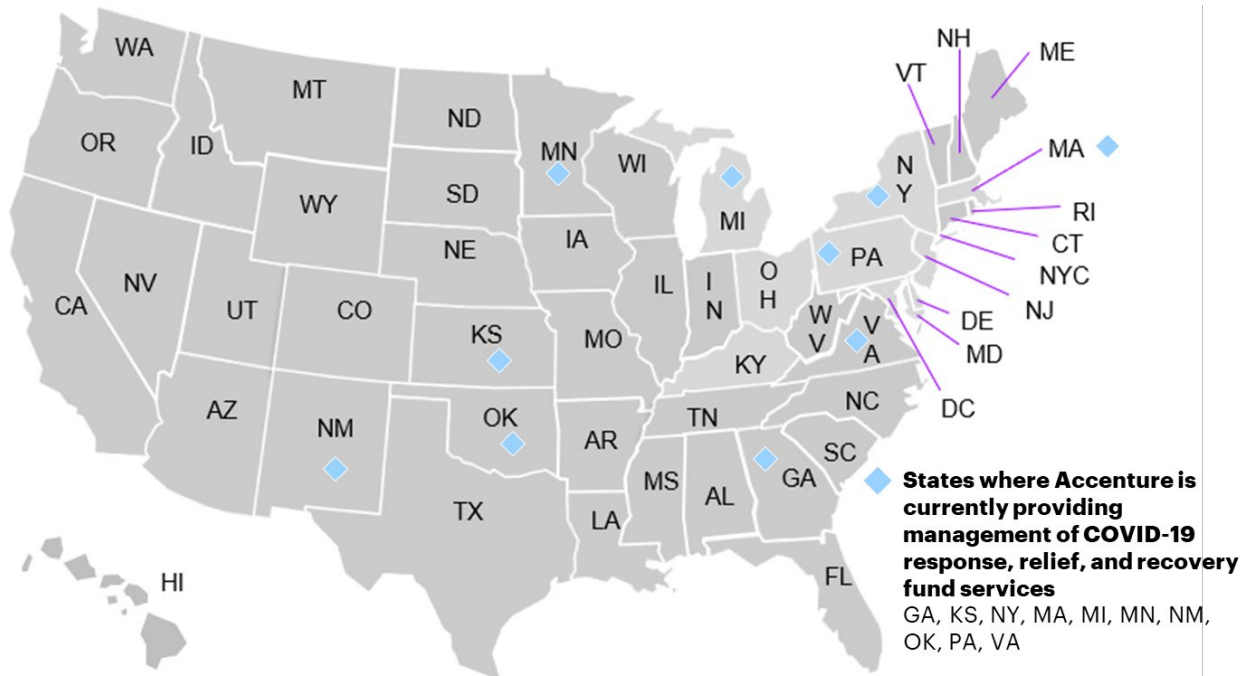 WA
MT
ND
MN
WI
MI
N
Y
VT
NH
ME
MA
RI
CT
NYC
NJ
DE
MD
DC
OR
ID
WY
SD
IA
NE
NV
UT
CO
CA
KS
MO
IL
I
N
O
H
PA
W
V
V
A
KY
AZ
NM
OK
AR
TN
NC
SC
MS
AL
GA
TX
LA
FL
HI
States where Accenture is
currently providing
management of COVID-19
response, relief, and recovery
fund services
GA, KS, NY, MA, MI, MN, NM,
OK, PA, VA